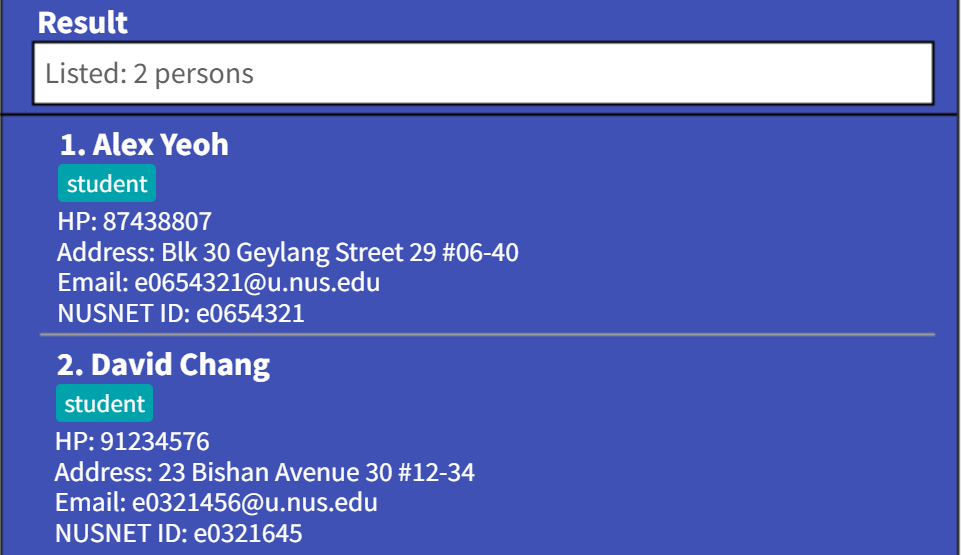 Result
Listed: 2 persons
1. Alex Yeoh
student
HP: 87438807
Address: Blk 30 Geylang Street 29 #06-40
Email: e0654321@u.nus.edu
NUSNET ID: e0654321
2. David Chang
student
HP: 91234576
Address: 23 Bishan Avenue 30 #12-34
Email: e0321456@u.nus.edu
NUSNET ID: e0321645